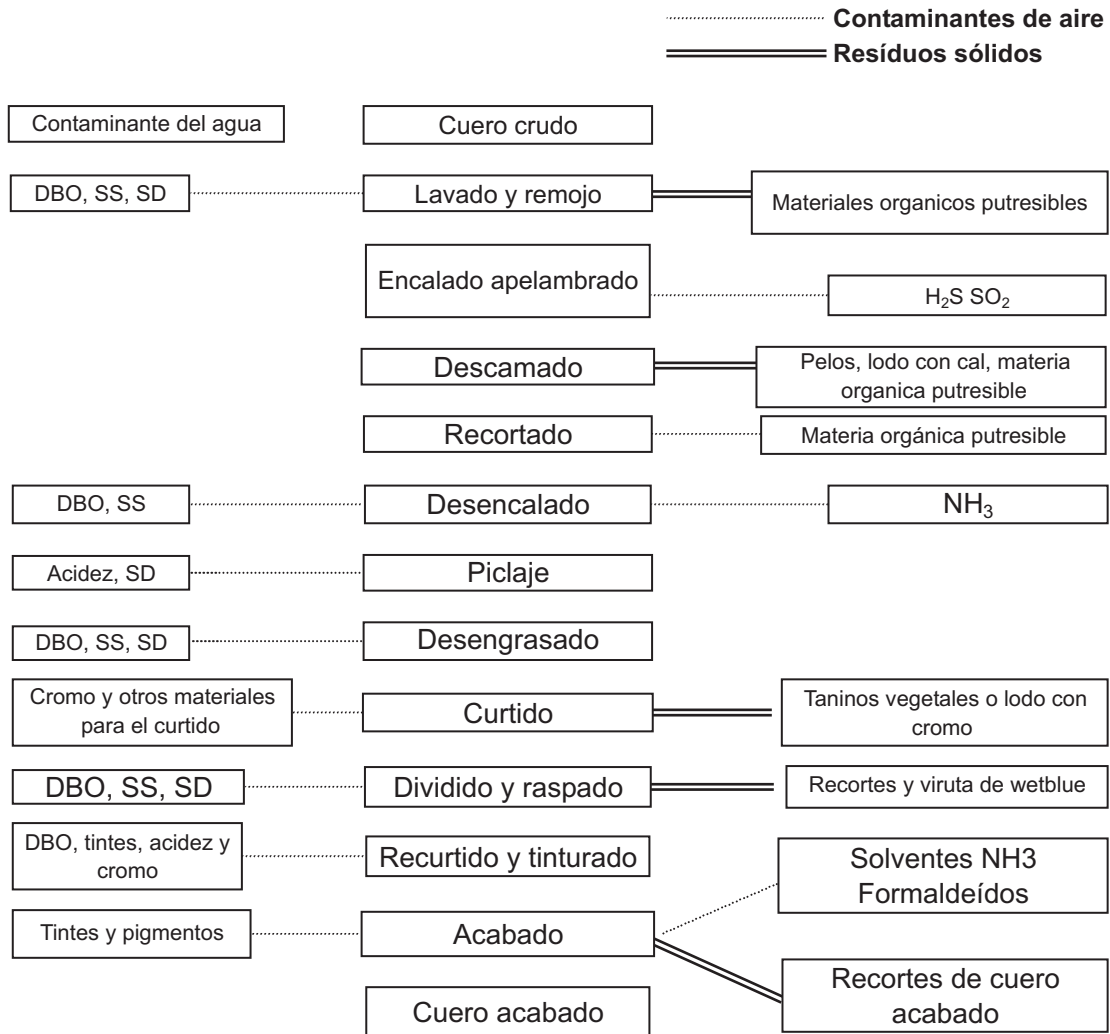 Contaminantes de aire
Resíduos sólidos
Contaminante del agua
Cuero crudo
DBO, SS, SD
Lavado y remojo
Materiales organicos putresibles
Encalado apelambrado
H₂S SO₂
Descamado
Pelos, lodo con cal, materia
organica putresible
Recortado
Materia orgánica putresible
DBO, SS
Desencalado
NH₃
Acidez, SD
Piclaje
DBO, SS, SD
Desengrasado
Cromo y otros materiales
para el curtido
Curtido
Taninos vegetales o lodo con
cromo
DBO, SS, SD
Dividido y raspado
Recortes y viruta de wetblue
DBO, tintes, acidez y
cromo
Recurtido y tinturado
Solventes NH3
Formaldeídos
Tintes y pigmentos
Acabado
Recortes de cuero
acabado
Cuero acabado